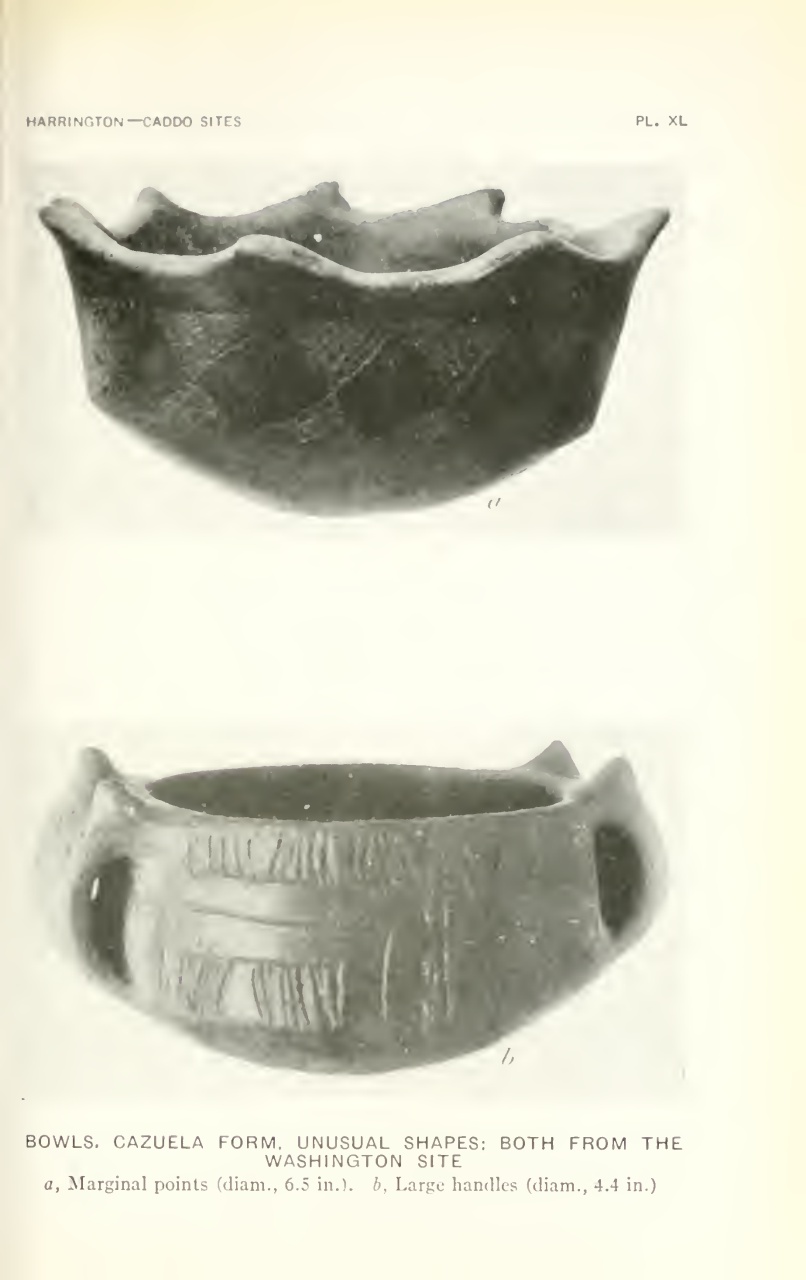 HARRINGTON—CADDO SITES PL. XL
a
b
BOWLS, CAZUELA FORM, UNUSUAL SHAPES; BOTH FROM THE
WASHINGTON SITE
a, Marginal points (diam., 6.5 in.). b, Large handles (diam., 4.4 in.)